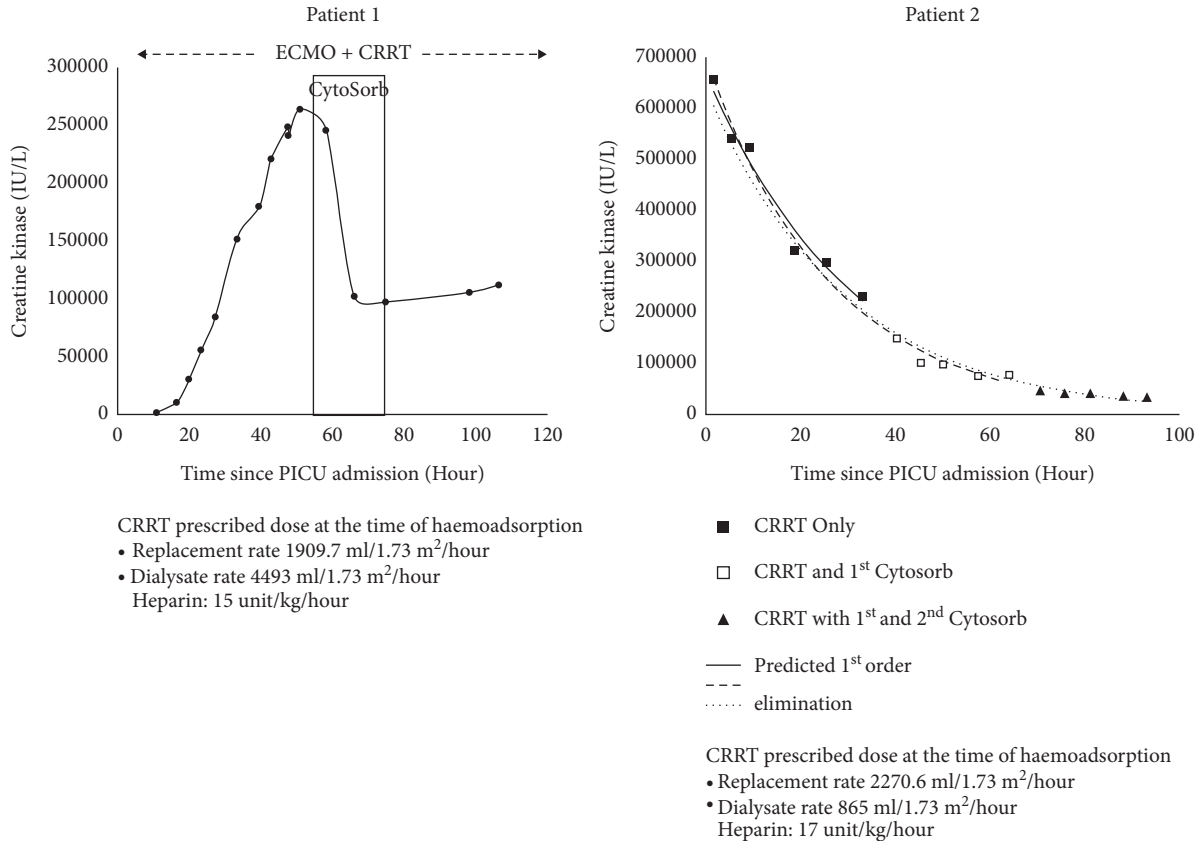 Patient 1
ECMO + CRRT
CytoSorb
300000
250000
200000
150000
100000
50000
0
Creatine kinase (IU/L)
0 20 40 60 80 100 120
Time since PICU admission (Hour)
CRRT prescribed dose at the time of haemoadsorption
• Replacement rate 1909.7 ml/1.73 m²/hour
• Dialysate rate 4493 ml/1.73 m²/hour
Heparin: 15 unit/kg/hour
Patient 2
700000
600000
500000
400000
300000
200000
100000
0
Creatine kinase (IU/L)
0 20 40 60 80 100
Time since PICU admission (Hour)
CRRT Only
CRRT and 1st Cytosorb
CRRT with 1st and 2nd Cytosorb
Predicted 1st order
elimination
CRRT prescribed dose at the time of haemoadsorption
• Replacement rate 2270.6 ml/1.73 m²/hour
• Dialysate rate 865 ml/1.73 m²/hour
Heparin: 17 unit/kg/hour